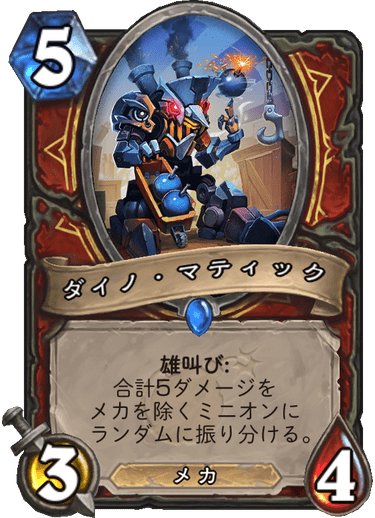 5
ダイノ・マティック
雄叫び:
合計5ダメージを
メカを除くミニオンに
ランダムに振り分ける。
メカ
3
4